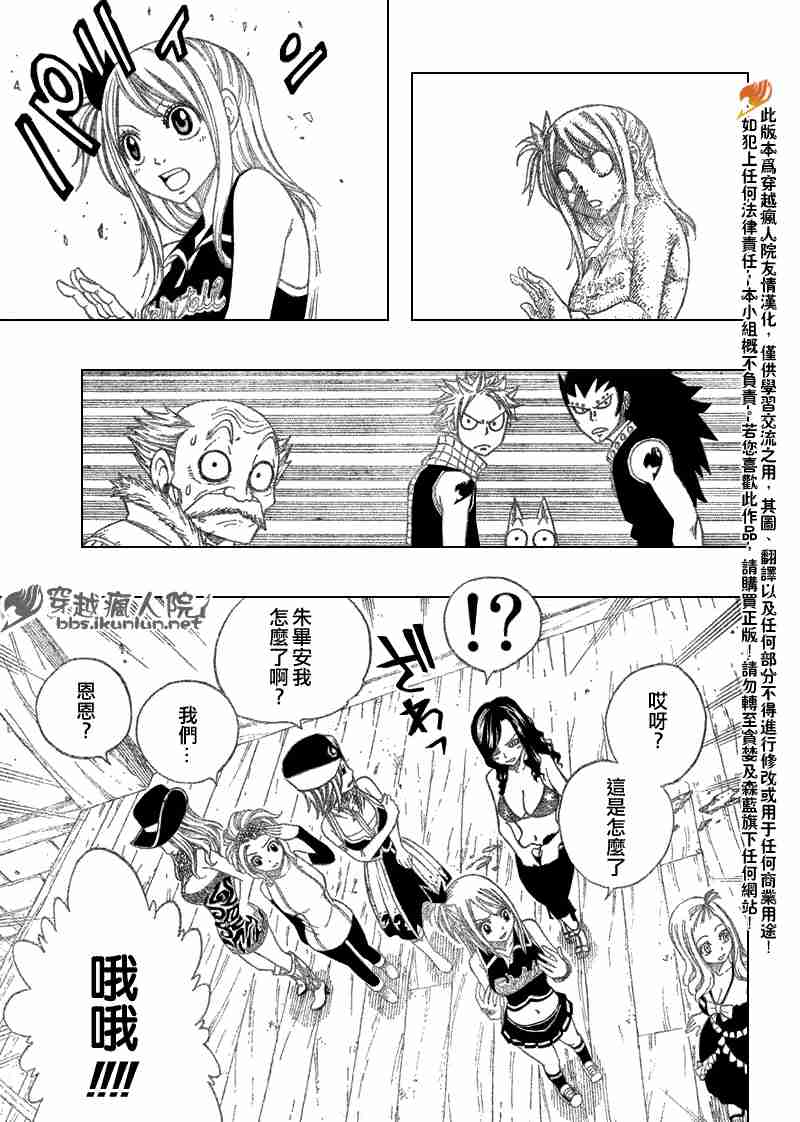 此版本爲穿越瘋人院友情漢化，僅供學習交流之用，其圖、翻譯以及任何部分不得進行修改或用于任何商業用途！
如犯上任何法律責任，本小組概不負責。若您喜歡此作品，請購買正版！請勿轉至貪婪及森藍旗下任何網站！
パリィン
穿越瘋人院
bbs.ikunlun.net
!?
哎呀？
這是怎麼了
朱畢安我
怎麼了啊？
我們…
恩恩？
哦
哦
!!!!